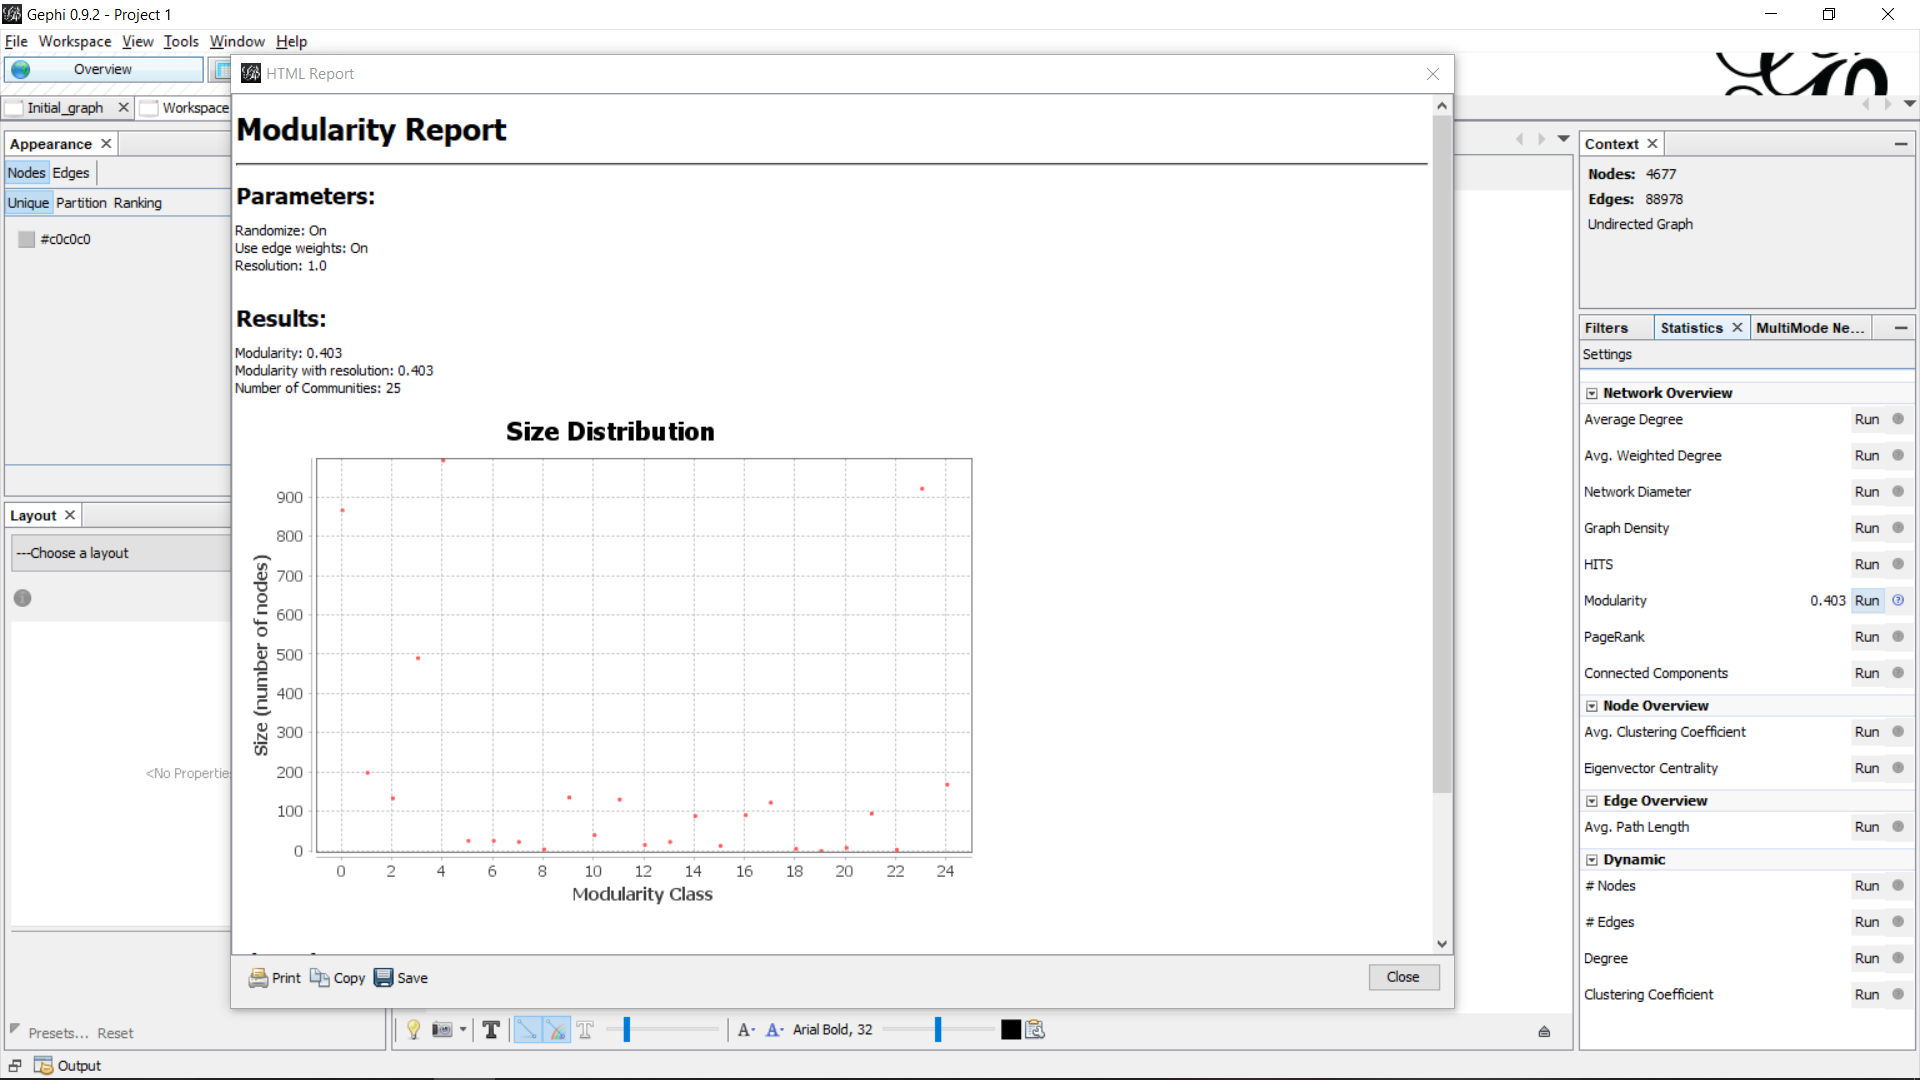 Gephi 0.9.2 - Project 1
File Workspace View Tools Window Help
Overview
Initial_graph
Workspace
Appearance
Nodes Edges
Unique Partition Ranking
#c0c0c0
Layout
---Choose a layout
<No Propertie
Presets... Reset
Output
HTML Report
Modularity Report
Parameters:
Randomize: On
Use edge weights: On
Resolution: 1.0
Results:
Modularity: 0.403
Modularity with resolution: 0.403
Number of Communities: 25
Size Distribution
Size (number of nodes)
900
800
700
600
500
400
300
200
100
0
0 2 4 6 8 10 12 14 16 18 20 22 24
Modularity Class
Print Copy Save
Close
Arial Bold, 32
Context
Nodes: 4677
Edges: 88978
Undirected Graph
Filters Statistics MultiMode Ne...
Settings
Network Overview
Average Degree Run
Avg. Weighted Degree Run
Network Diameter Run
Graph Density Run
HITS Run
Modularity 0.403 Run
PageRank Run
Connected Components Run
Node Overview
Avg. Clustering Coefficient Run
Eigenvector Centrality Run
Edge Overview
Avg. Path Length Run
Dynamic
# Nodes Run
# Edges Run
Degree Run
Clustering Coefficient Run